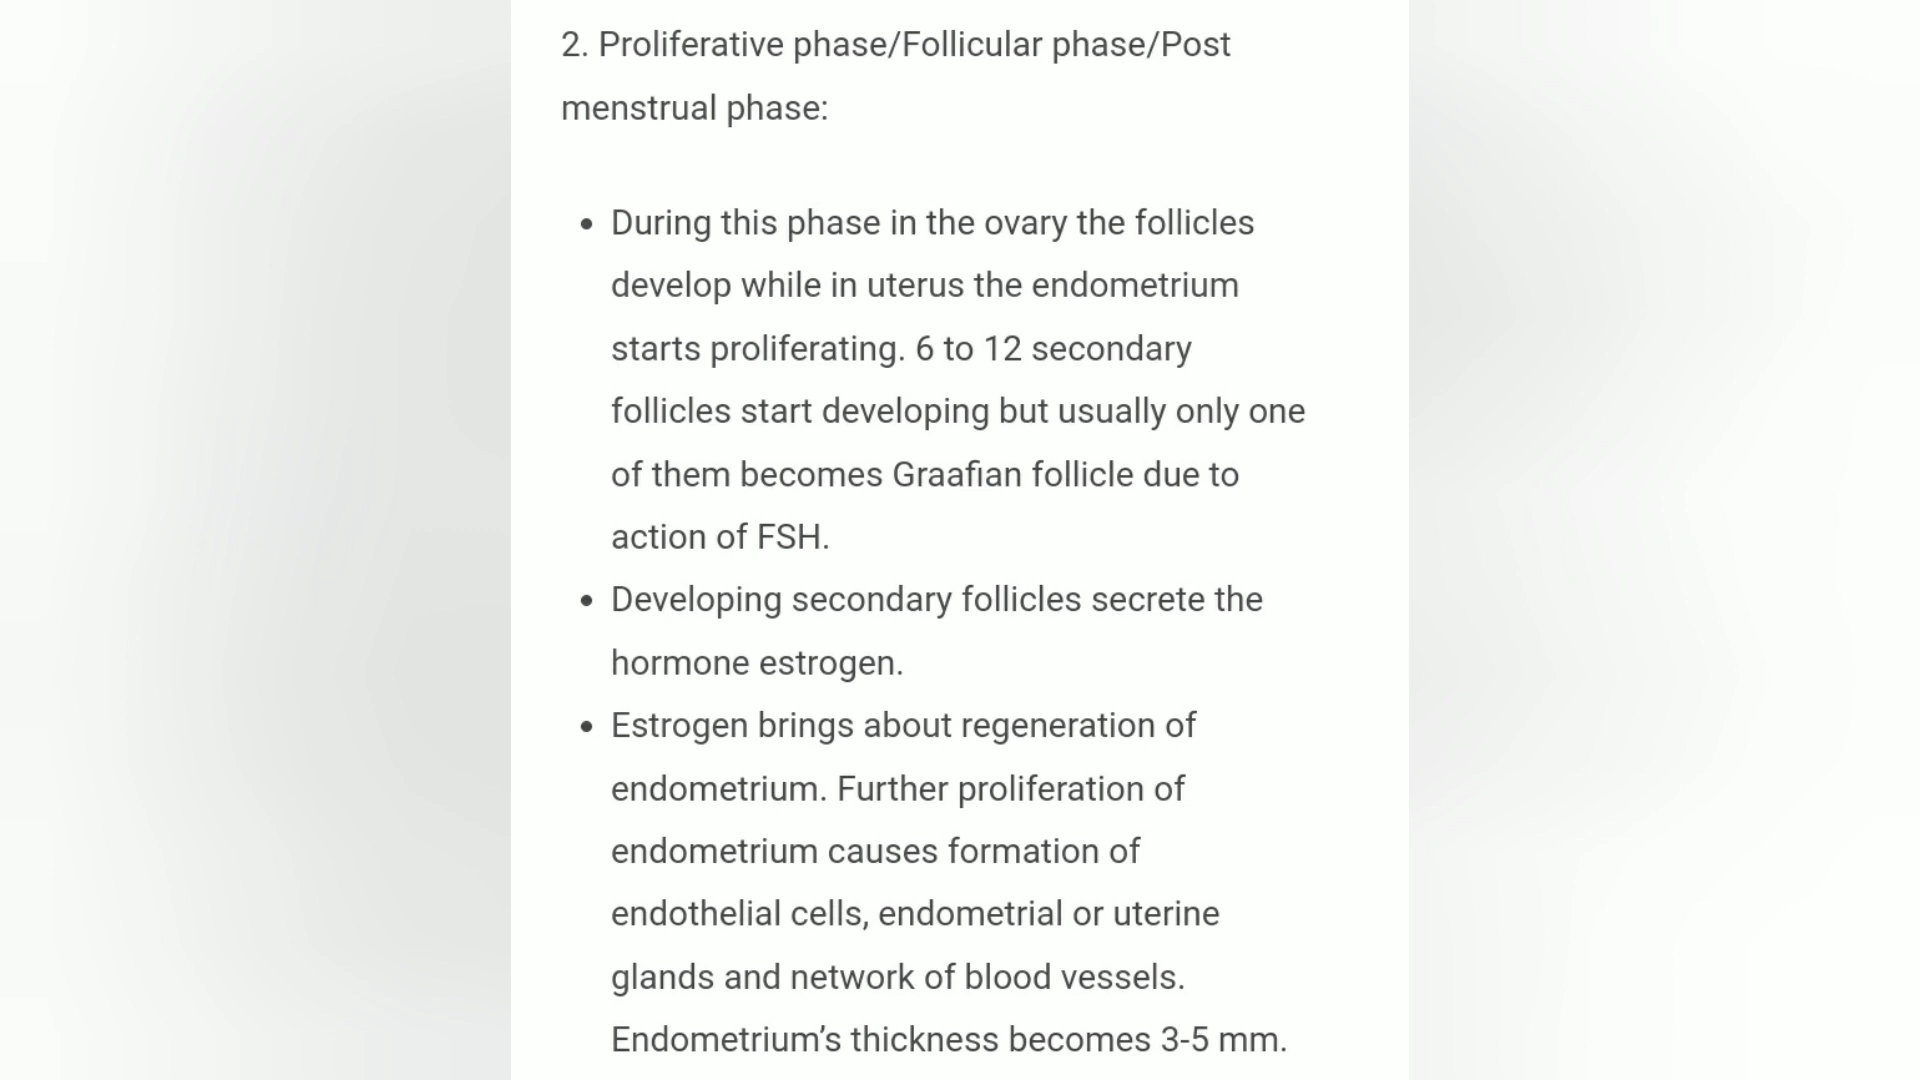 2. Proliferative phase/Follicular phase/Post
menstrual phase:
• During this phase in the ovary the follicles
develop while in uterus the endometrium
starts proliferating. 6 to 12 secondary
follicles start developing but usually only one
of them becomes Graafian follicle due to
action of FSH.
• Developing secondary follicles secrete the
hormone estrogen.
• Estrogen brings about regeneration of
endometrium. Further proliferation of
endometrium causes formation of
endothelial cells, endometrial or uterine
glands and network of blood vessels.
Endometrium’s thickness becomes 3-5 mm.